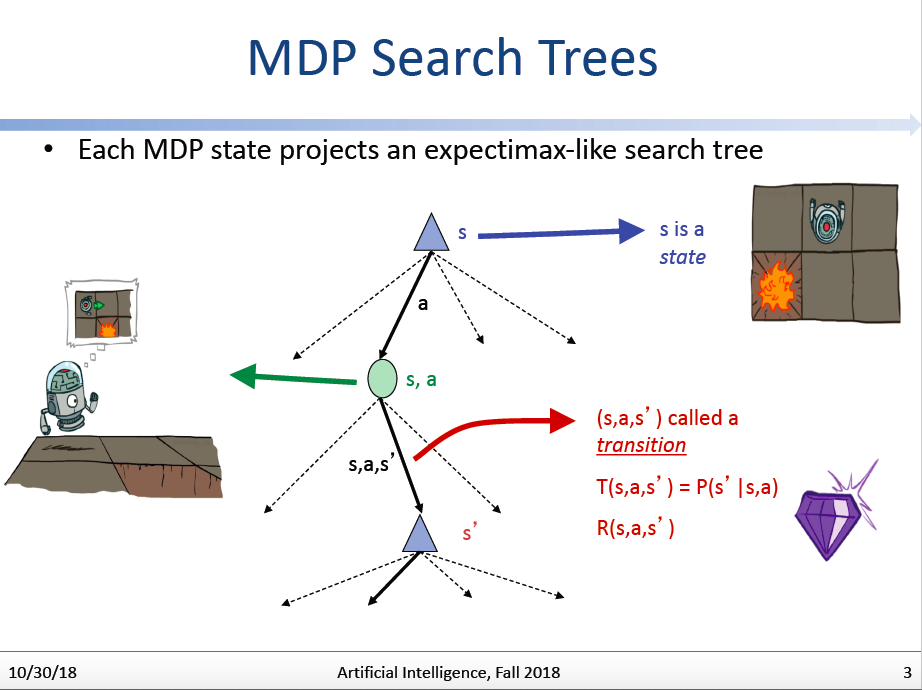 MDP Search Trees
• Each MDP state projects an expectimax-like search tree
s
s is a
state
a
s, a
(s,a,s’ ) called a
transition
s,a,s’
T(s,a,s’ ) = P(s’ |s,a)
R(s,a,s’ )
s’
10/30/18
Artificial Intelligence, Fall 2018
3